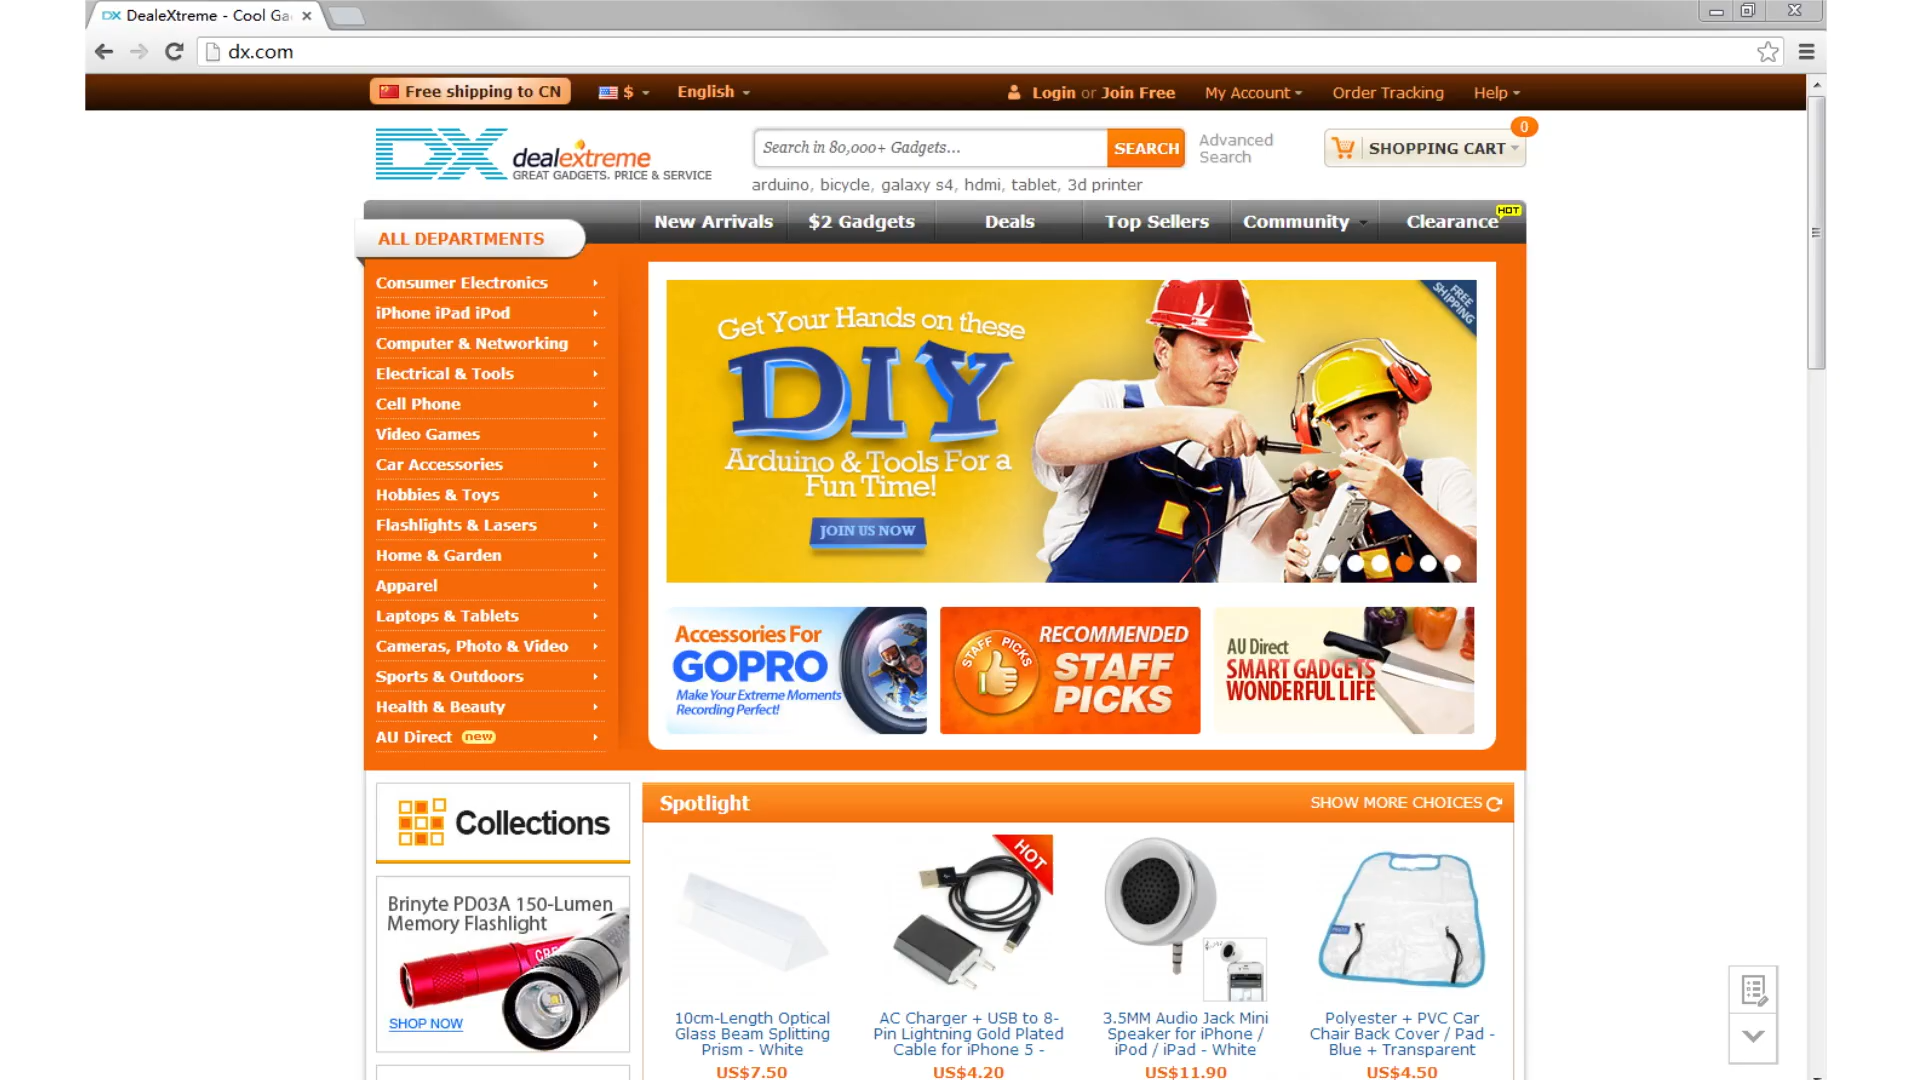 DX DealeXtreme - Cool Ga
dx.com
Free shipping to CN
$
English
Login or Join Free
My Account
Order Tracking
Help
DX dealextreme
GREAT GADGETS. PRICE & SERVICE
Search in 80,000+ Gadgets...
SEARCH
Advanced
Search
SHOPPING CART
0
arduino, bicycle, galaxy s4, hdmi, tablet, 3d printer
ALL DEPARTMENTS
New Arrivals
$2 Gadgets
Deals
Top Sellers
Community
Clearance
HOT
Consumer Electronics
iPhone iPad iPod
Computer & Networking
Electrical & Tools
Cell Phone
Video Games
Car Accessories
Hobbies & Toys
Flashlights & Lasers
Home & Garden
Apparel
Laptops & Tablets
Cameras, Photo & Video
Sports & Outdoors
Health & Beauty
AU Direct new
Get Your Hands on these
DIY
Arduino & Tools For a
Fun Time!
JOIN US NOW
FREE
SHIPPING
Accessories For
GOPRO
Make Your Extreme Moments
Recording Perfect!
STAFF PICKS
RECOMMENDED
STAFF
PICKS
AU Direct
SMART GADGETS
WONDERFUL LIFE
Collections
Brinyte PD03A 150-Lumen
Memory Flashlight
CRE
SHOP NOW
Spotlight
SHOW MORE CHOICES
HOT
10cm-Length Optical
Glass Beam Splitting
Prism - White
US$7.50
AC Charger + USB to 8-
Pin Lightning Gold Plated
Cable for iPhone 5 -
US$4.20
3.5MM Audio Jack Mini
Speaker for iPhone /
iPod / iPad - White
US$11.90
Polyester + PVC Car
Chair Back Cover / Pad -
Blue + Transparent
US$4.50